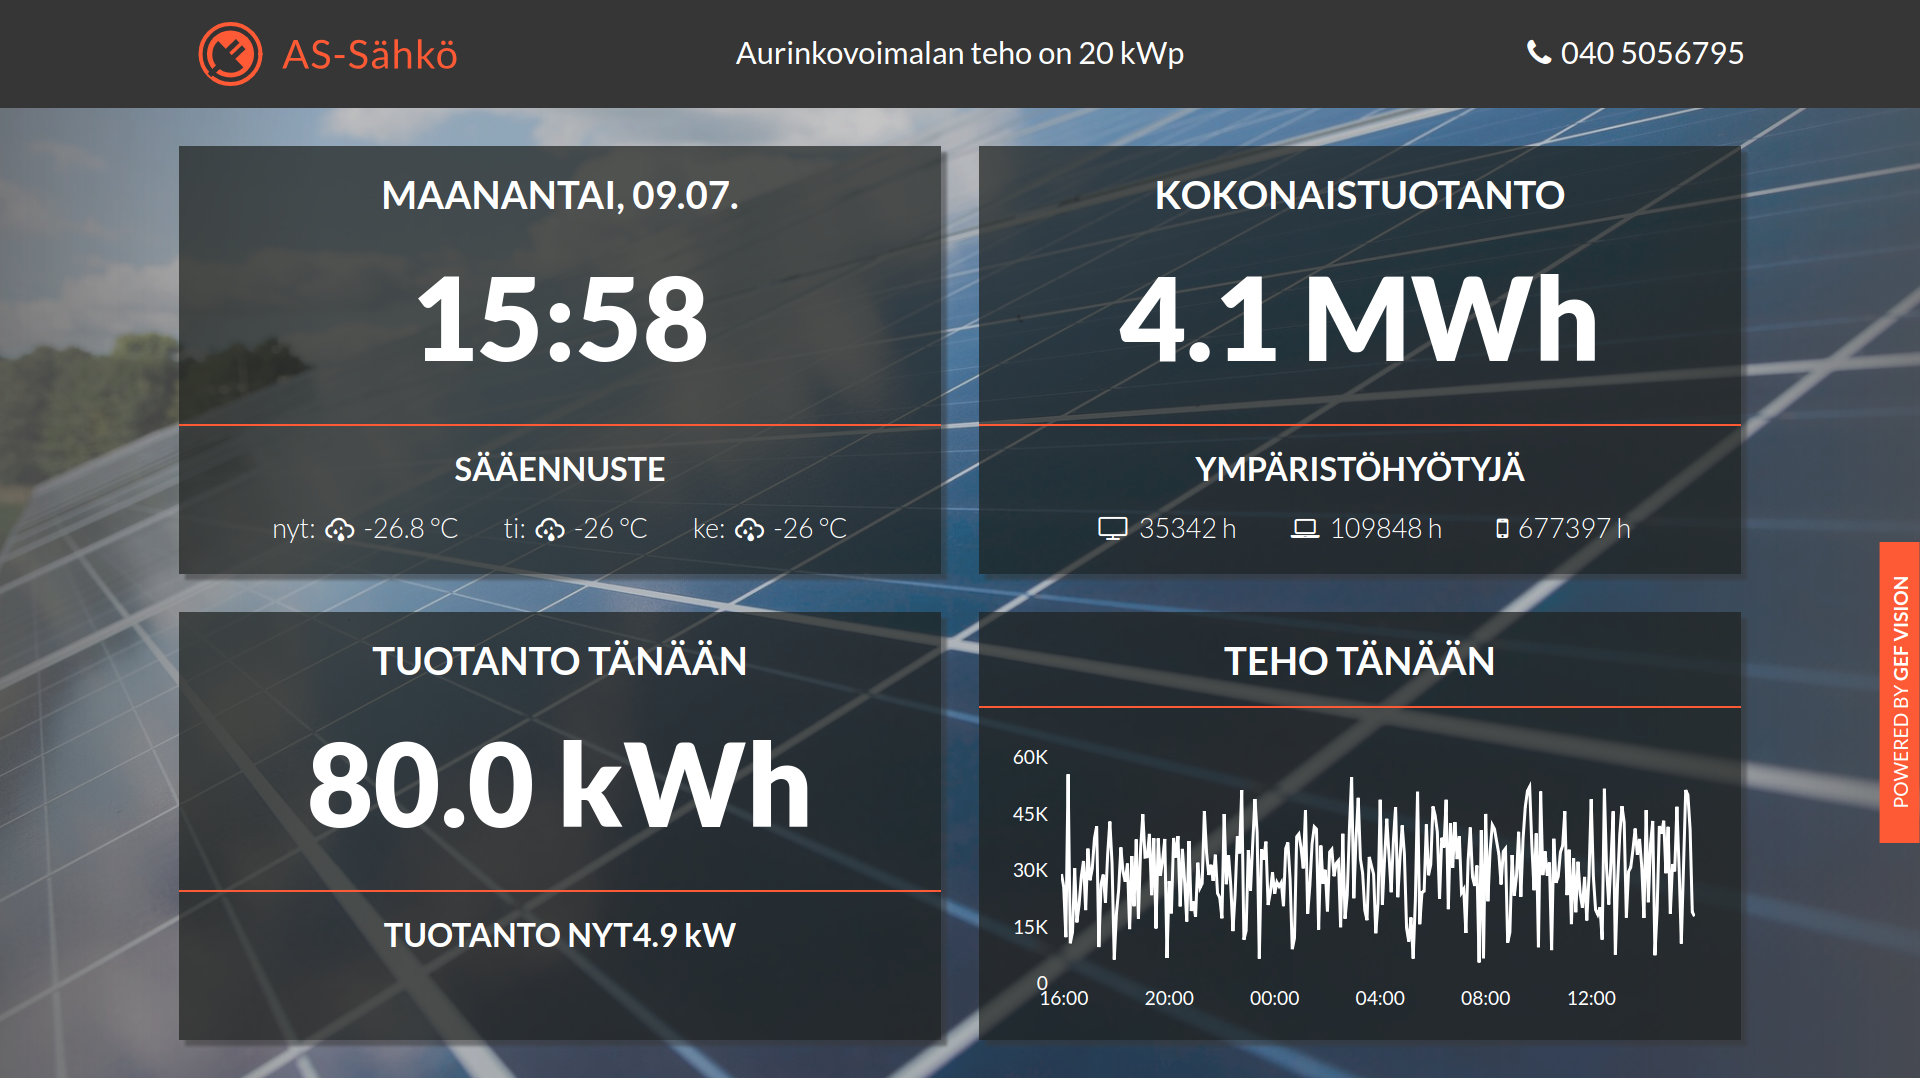 AS-Sähkö
Aurinkovoimalan teho on 20 kWp
040 5056795
MAANANTAI, 09.07.
15:58
SÄÄENNUSTE
nyt: -26.8 °C ti: -26 °C ke: -26 °C
KOKONAISTUOTANTO
4.1 MWh
YMPÄRISTÖHYÖTYJÄ
35342 h 109848 h 677397 h
TUOTANTO TÄNÄÄN
80.0 kWh
TUOTANTO NYT4.9 kW
TEHO TÄNÄÄN
60K
45K
30K
15K
0
16:00 20:00 00:00 04:00 08:00 12:00
POWERED BY GEF VISION